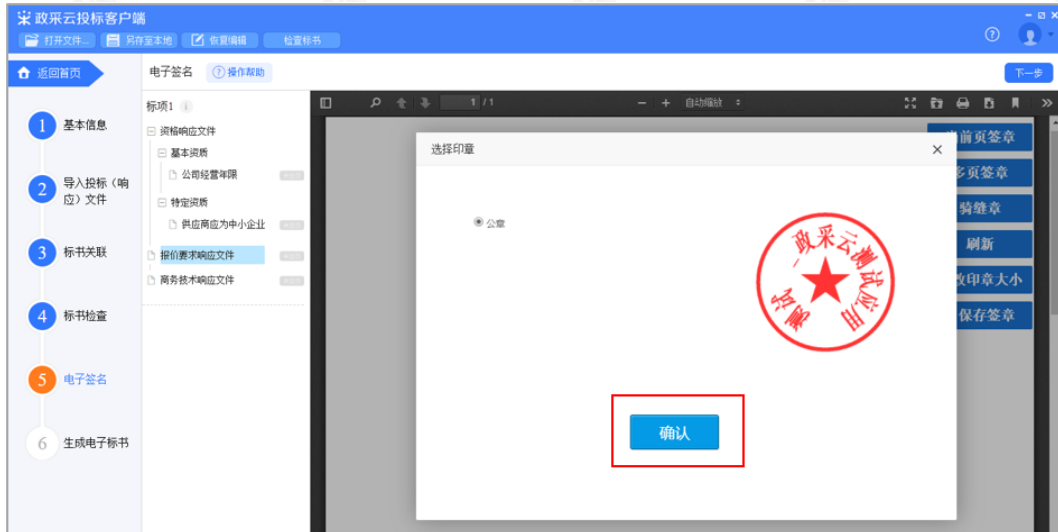 政采云投标客户端
打开文件... 另存至本地 恢复编辑 检查标书
返回首页 电子签名 操作帮助 下一步
标项1
1 / 1 自动缩放
1 基本信息
2 导入投标（响应）文件
3 标书关联
4 标书检查
5 电子签名
6 生成电子标书
资格响应文件
基本资质
公司经营年限
特定资质
供应商应为中小企业
报价要求响应文件
商务技术响应文件
选择印章
公章
测试_政采云测试应用
确认
前页签章
多页签章
骑缝章
刷新
改印章大小
保存签章